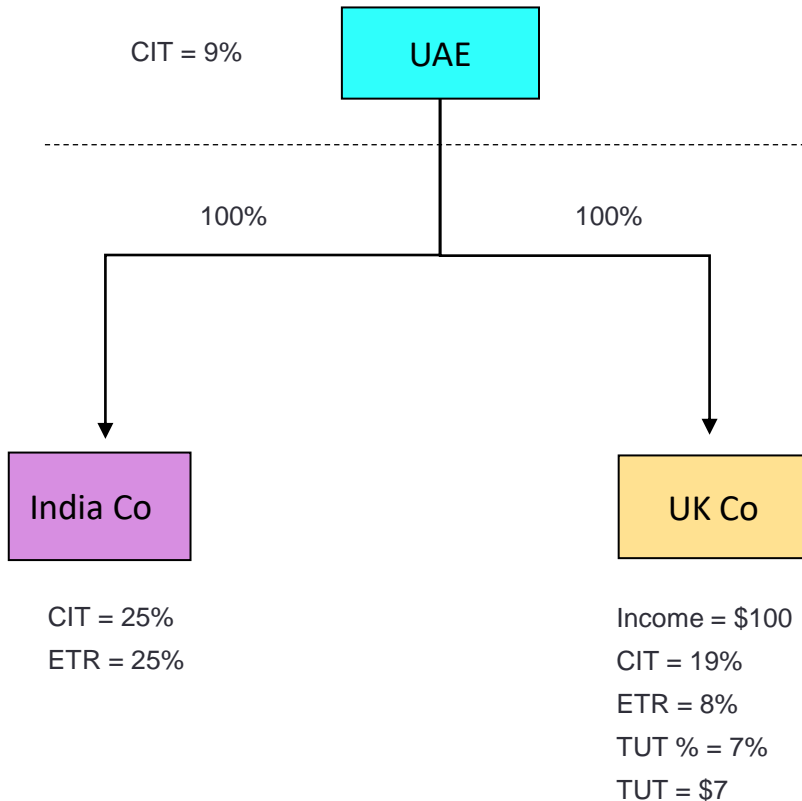 CIT = 9%
UAE
100%
100%
India Co
UK Co
CIT = 25%
ETR = 25%
Income = $100
CIT = 19%
ETR = 8%
TUT % = 7%
TUT = $7